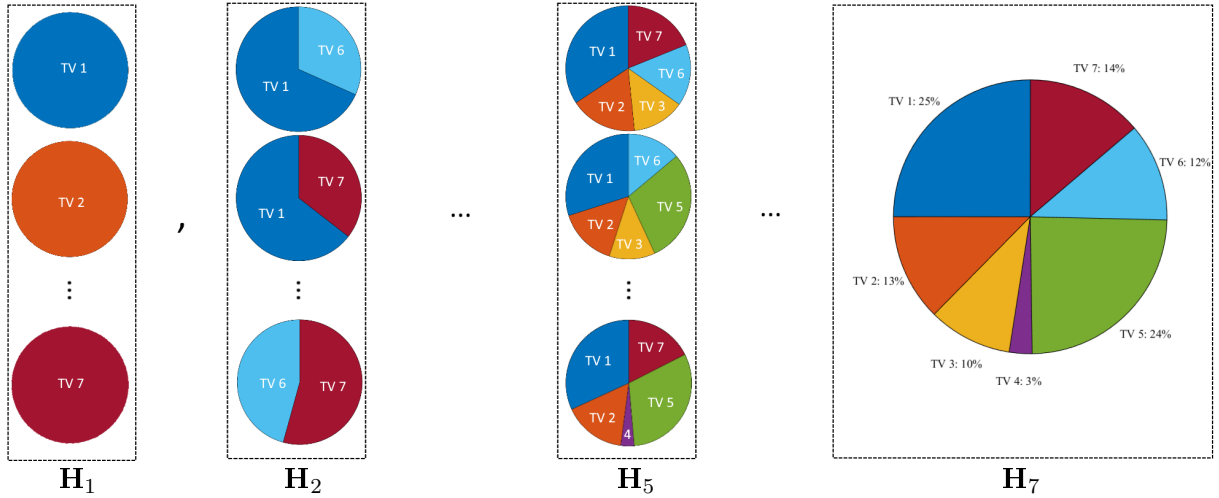 TV 1
TV 2
⋮
TV 7
H₁
,
TV 6
TV 1
TV 7
TV 1
⋮
TV 6
TV 7
H₂
...
TV 7
TV 1
TV 6
TV 2
TV 3
TV 6
TV 1
TV 5
TV 2
TV 3
⋮
TV 7
TV 1
TV 5
TV 2
4
H₅
...
TV 7: 14%
TV 1: 25%
TV 6: 12%
TV 2: 13%
TV 5: 24%
TV 3: 10%
TV 4: 3%
H₇